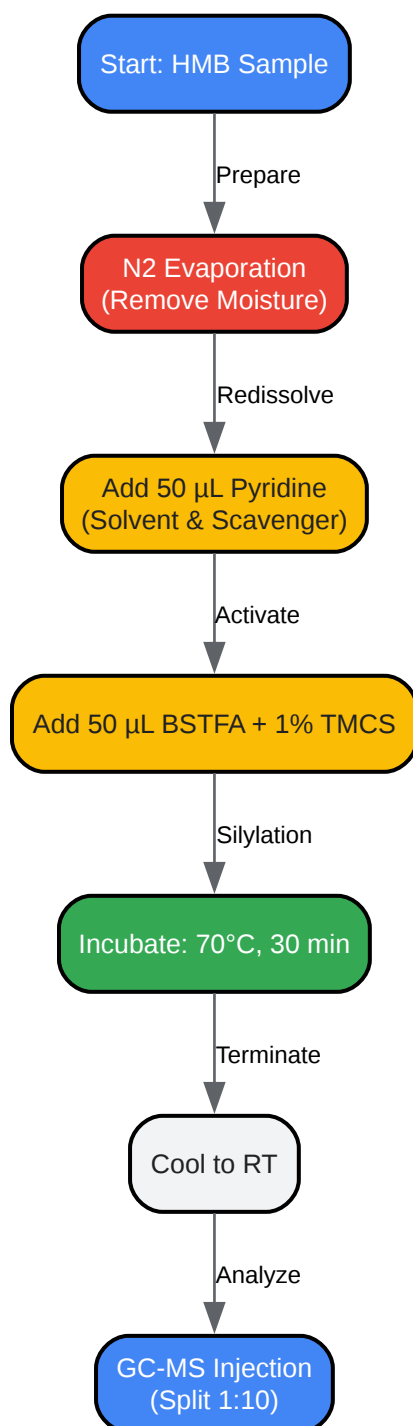 Start: HMB Sample
Prepare
N2 Evaporation
(Remove Moisture)
Redissolve
Add 50 µL Pyridine
(Solvent & Scavenger)
Activate
Add 50 µL BSTFA + 1% TMCS
Silylation
Incubate: 70°C, 30 min
Terminate
Cool to RT
Analyze
GC-MS Injection
(Split 1:10)